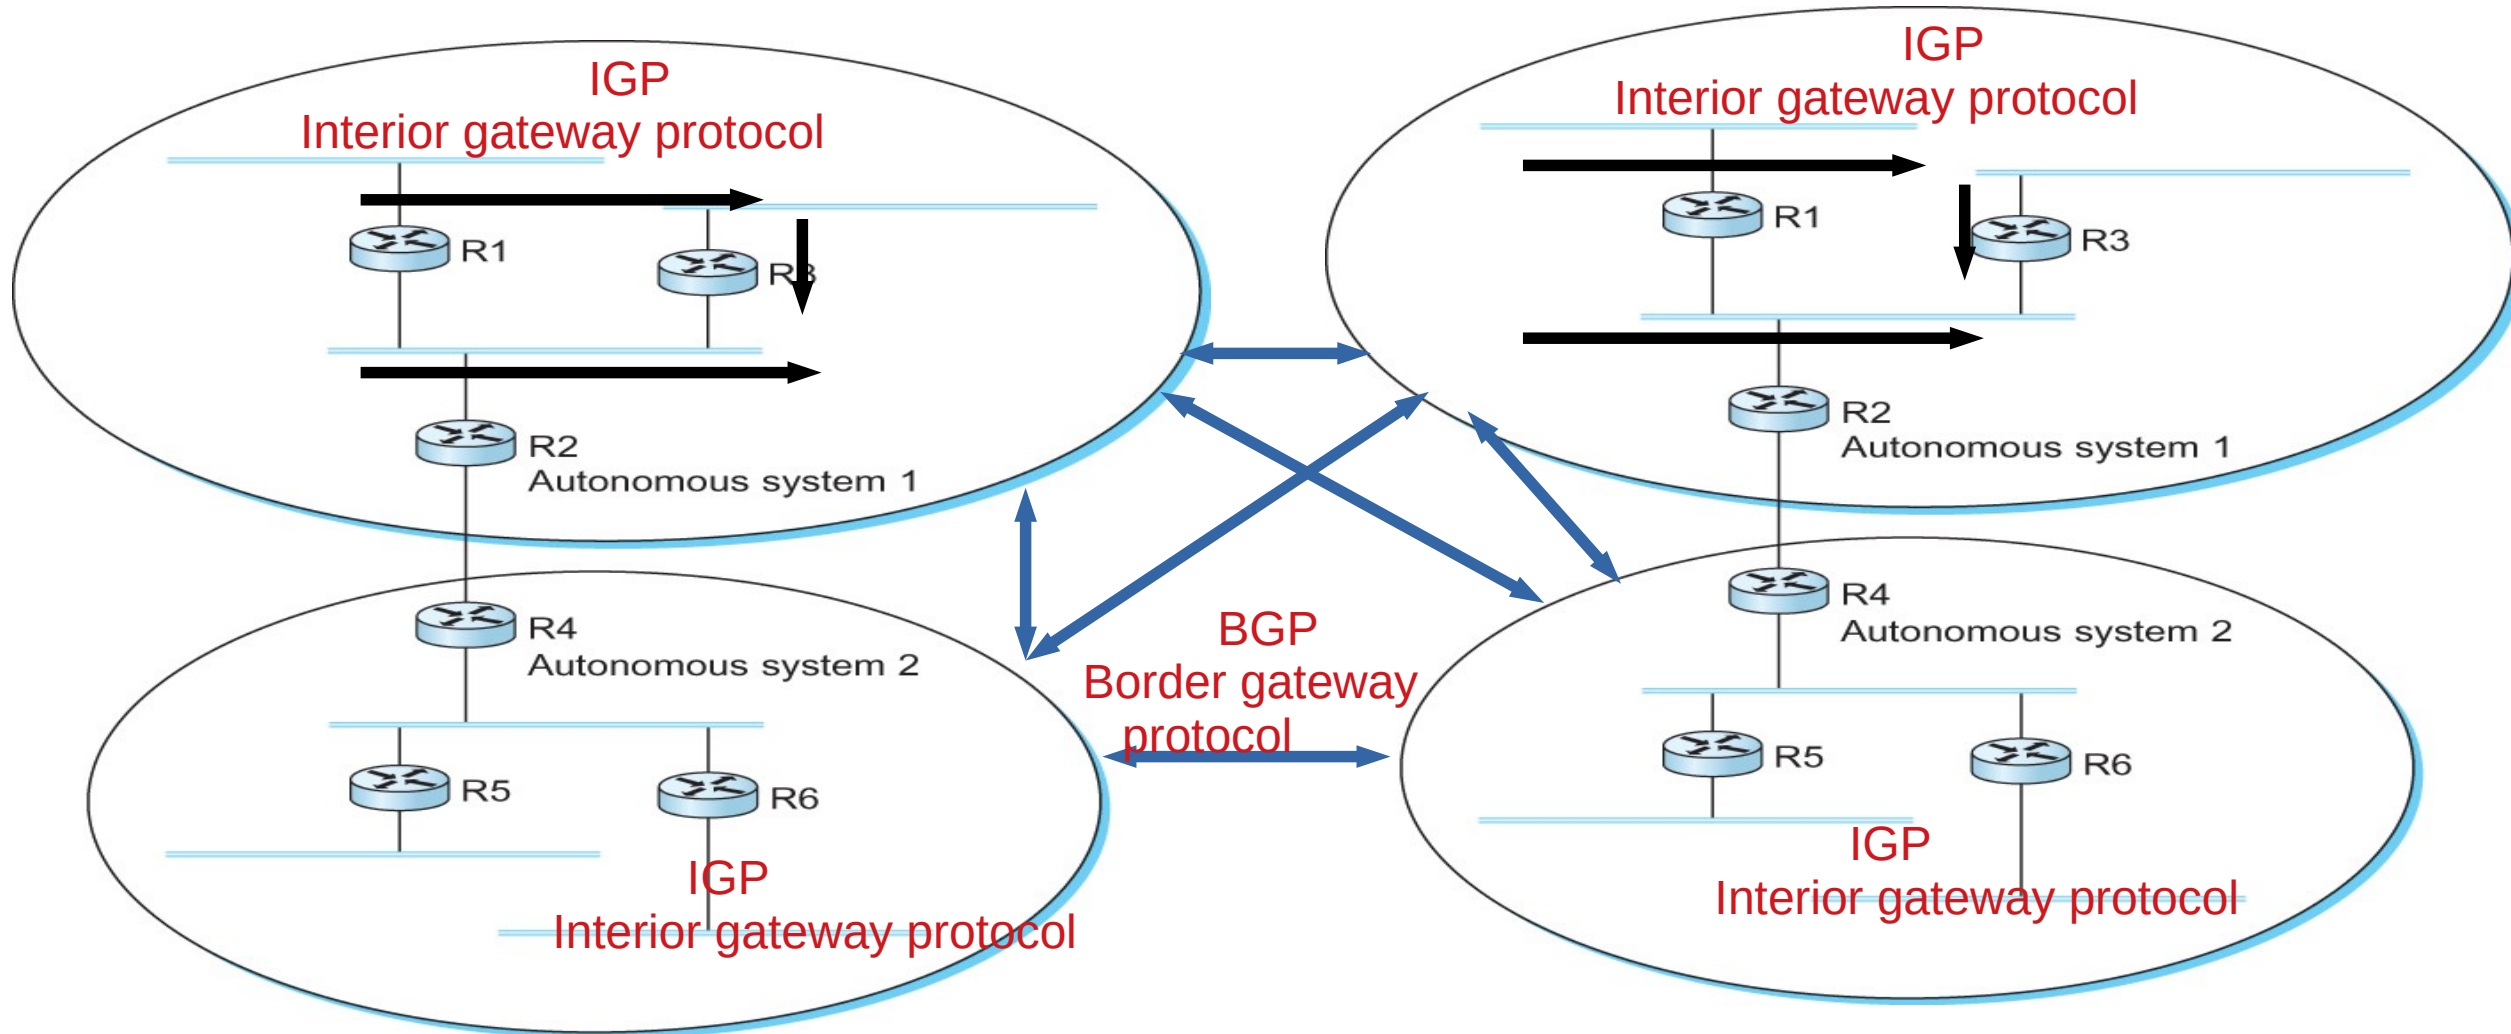 IGP
Interior gateway protocol
R1
R3
R2
Autonomous system 1
IGP
Interior gateway protocol
R1
R3
R2
Autonomous system 1
R4
Autonomous system 2
R5
R6
IGP
Interior gateway protocol
BGP
Border gateway
protocol
R4
Autonomous system 2
R5
R6
IGP
Interior gateway protocol